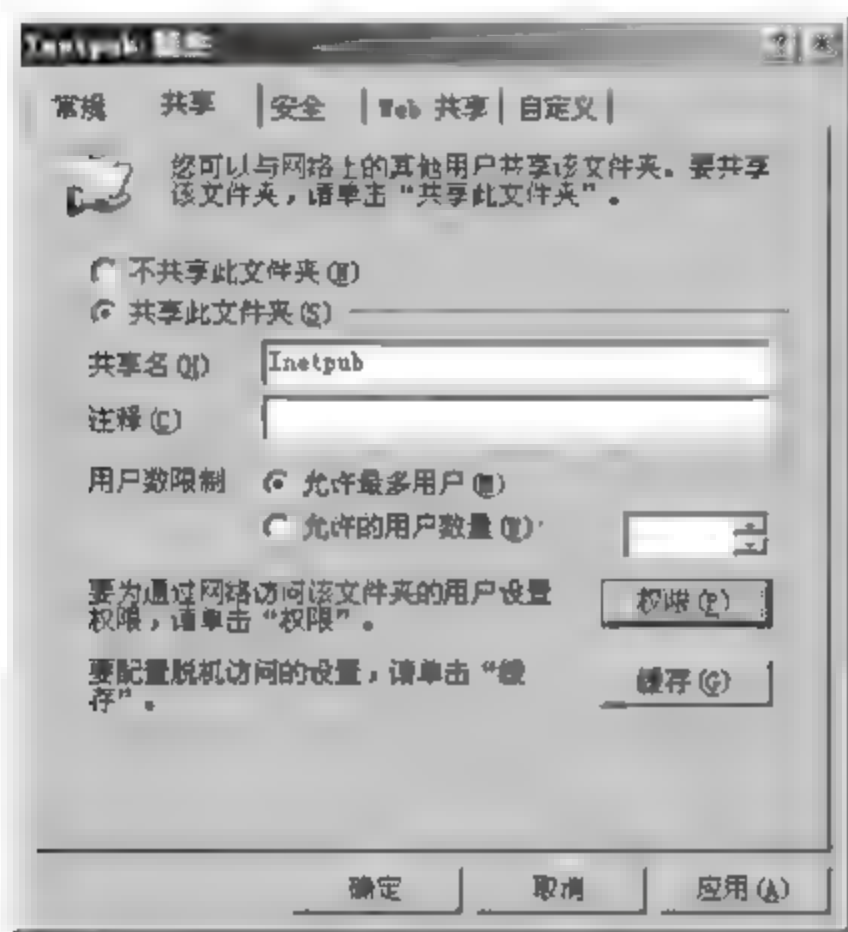 Inetpub 属性
常规 共享 安全 Web 共享 自定义
您可以与网络上的其他用户共享该文件夹。要共享
该文件夹，请单击“共享此文件夹”。
不共享此文件夹(N)
共享此文件夹(S)
共享名(N) Inetpub
注释(C)
用户数限制 允许最多用户(M)
允许的用户数量(W)
要为通过网络访问该文件夹的用户设置
权限，请单击“权限”。
权限(P)
要配置脱机访问的设置，请单击“缓
存”。
缓存(G)
确定 取消 应用(A)